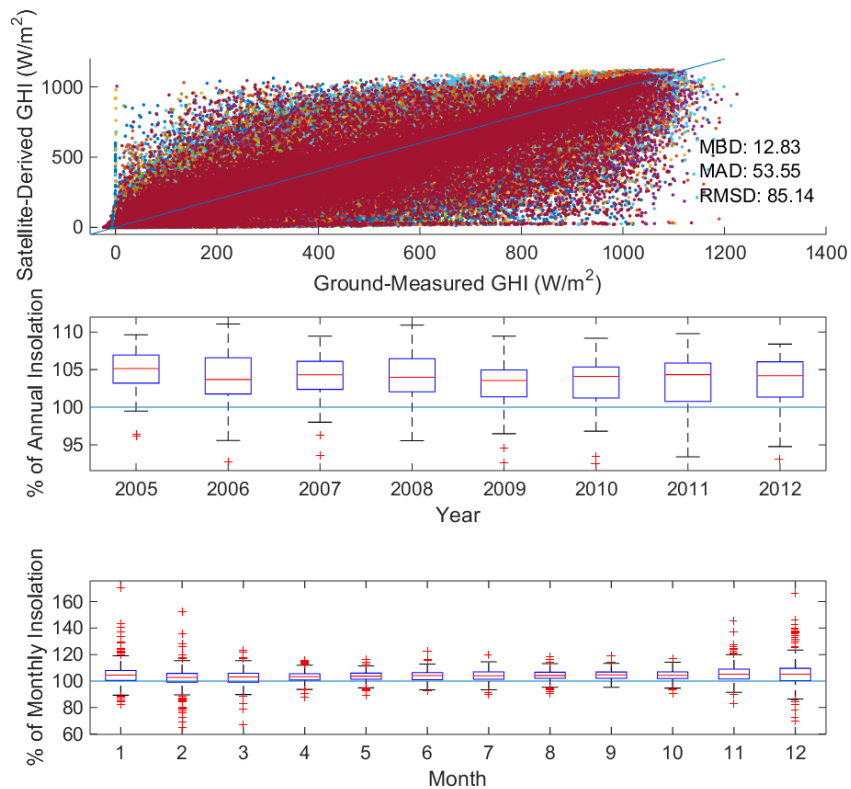 Satellite-Derived GHI (W/m²)
1000
500
0
MBD: 12.83
MAD: 53.55
RMSD: 85.14
0 200 400 600 800 1000 1200 1400
Ground-Measured GHI (W/m²)
% of Annual Insolation
110
105
100
95
2005 2006 2007 2008 2009 2010 2011 2012
Year
% of Monthly Insolation
160
140
120
100
80
60
1 2 3 4 5 6 7 8 9 10 11 12
Month